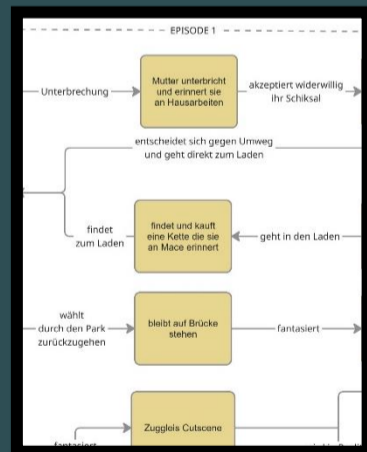 EPISODE 1
Unterbrechung
Mutter unterbricht
und erinnert sie
an Hausarbeiten
akzeptiert widerwillig
ihr Schiksal
entscheidet sich gegen Umweg
und geht direkt zum Laden
findet
zum Laden
findet und kauft
eine Kette die sie
an Mace erinnert
geht in den Laden
wählt
durch den Park
zurückzugehen
bleibt auf Brücke
stehen
fantasiert
Zuggleis Cutscene
fantasiert